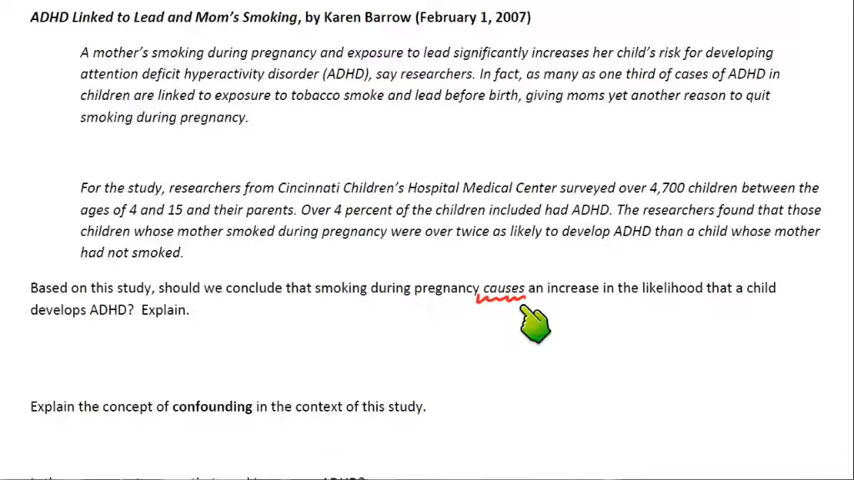 ADHD Linked to Lead and Mom's Smoking, by Karen Barrow (February 1, 2007)
A mother's smoking during pregnancy and exposure to lead significantly increases her child's risk for developing
attention deficit hyperactivity disorder (ADHD), say researchers. In fact, as many as one third of cases of ADHD in
children are linked to exposure to tobacco smoke and lead before birth, giving moms yet another reason to quit
smoking during pregnancy.
For the study, researchers from Cincinnati Children's Hospital Medical Center surveyed over 4,700 children between the
ages of 4 and 15 and their parents. Over 4 percent of the children included had ADHD. The researchers found that those
children whose mother smoked during pregnancy were over twice as likely to develop ADHD than a child whose mother
had not smoked.
Based on this study, should we conclude that smoking during pregnancy causes an increase in the likelihood that a child
develops ADHD? Explain.
Explain the concept of confounding in the context of this study.